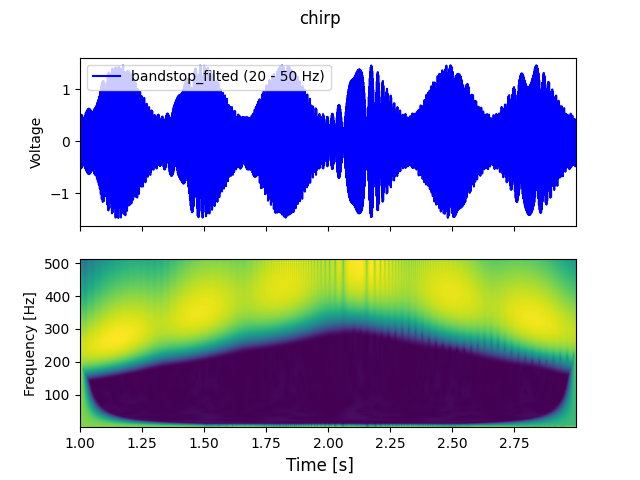 chirp
bandstop_filted (20 - 50 Hz)
Voltage
1
0
−1
Frequency [Hz]
500
400
300
200
100
1.00 1.25 1.50 1.75 2.00 2.25 2.50 2.75
Time [s]